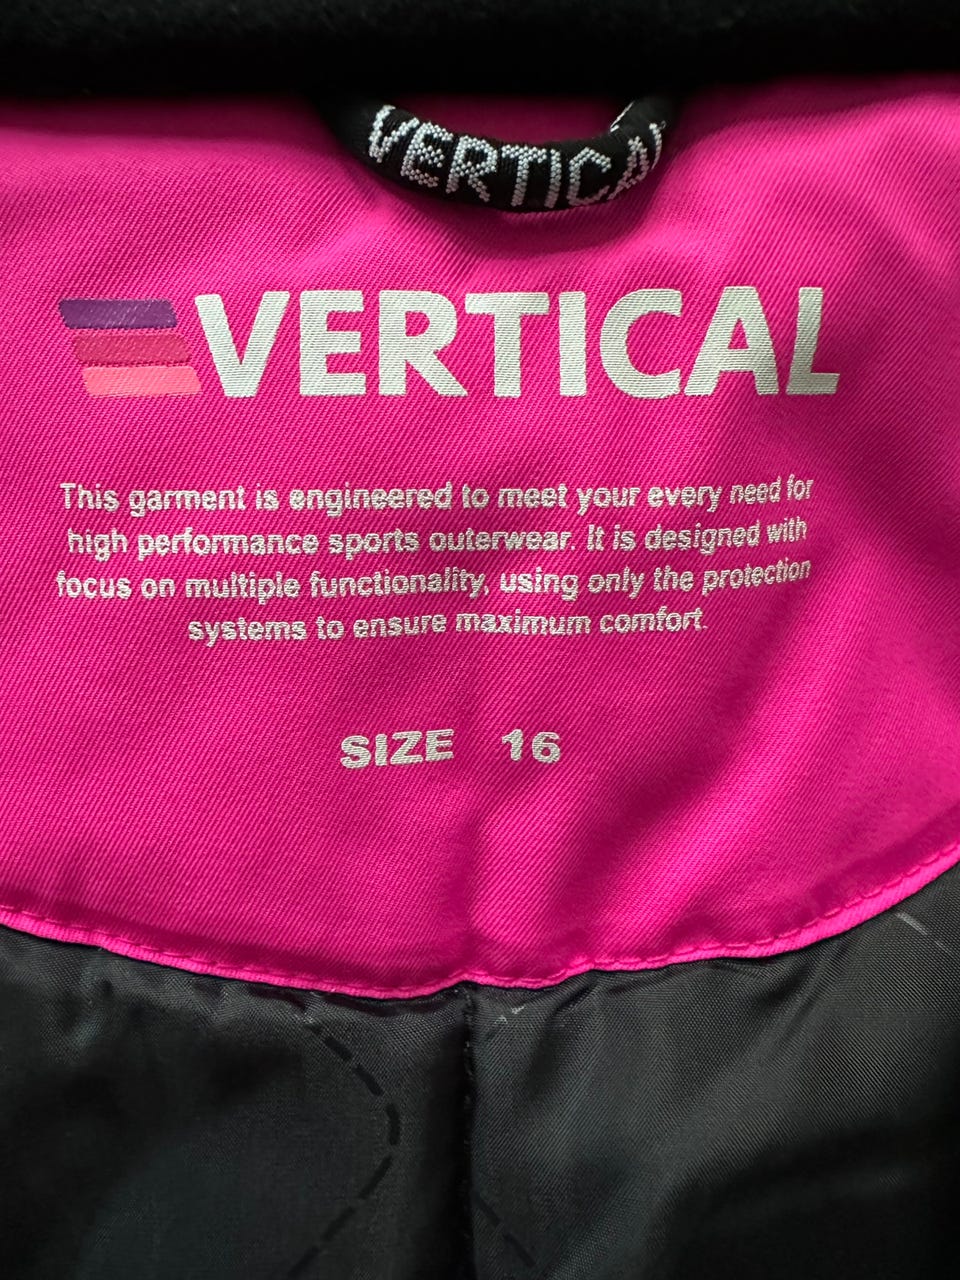 VERTICAL
VERTICAL
This garment is engineered to meet your every need for
high performance sports outerwear. It is designed with
focus on multiple functionality, using only the protection
systems to ensure maximum comfort.
SIZE 16